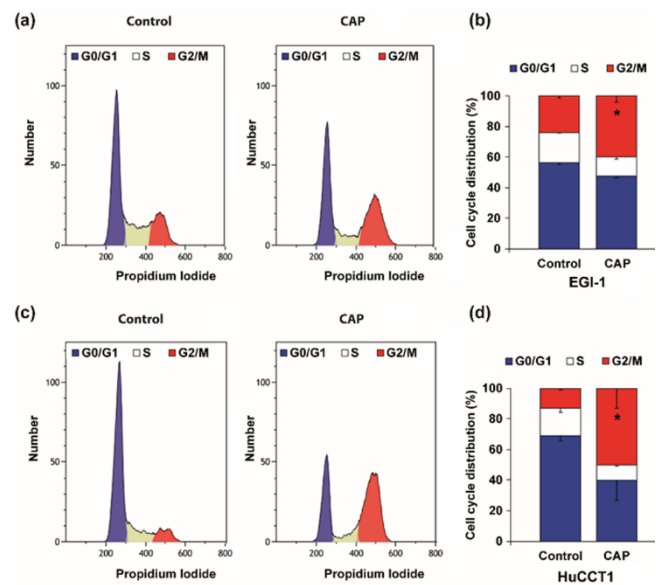 (a)
Control
CAP
(b)
G0/G1 S G2/M
G0/G1 S G2/M
G0/G1 S G2/M
Number
100
50
0
200 400 600 800
Propidium Iodide
Number
100
50
0
200 400 600 800
Propidium Iodide
Cell cycle distribution (%)
100
80
60
40
20
0
*
Control CAP
EGI-1
(c)
Control
CAP
(d)
G0/G1 S G2/M
G0/G1 S G2/M
G0/G1 S G2/M
Number
100
50
0
200 400 600 800
Propidium Iodide
Number
100
50
0
200 400 600 800
Propidium Iodide
Cell cycle distribution (%)
100
80
60
40
20
0
*
Control CAP
HuCCT1